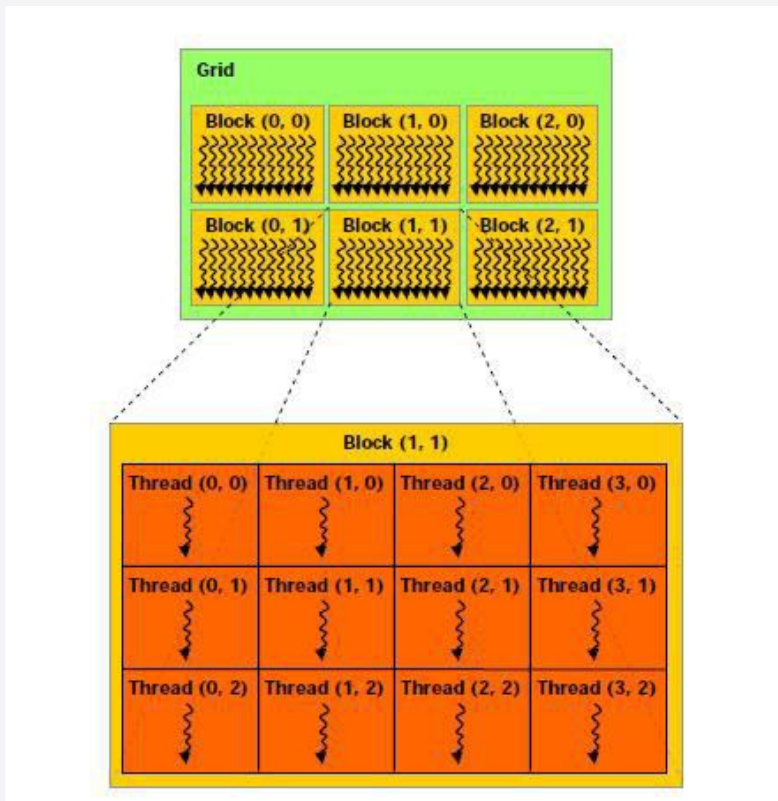 Grid
Block (0, 0) Block (1, 0) Block (2, 0)
Block (0, 1) Block (1, 1) Block (2, 1)
Block (1, 1)
Thread (0, 0) Thread (1, 0) Thread (2, 0) Thread (3, 0)
Thread (0, 1) Thread (1, 1) Thread (2, 1) Thread (3, 1)
Thread (0, 2) Thread (1, 2) Thread (2, 2) Thread (3, 2)